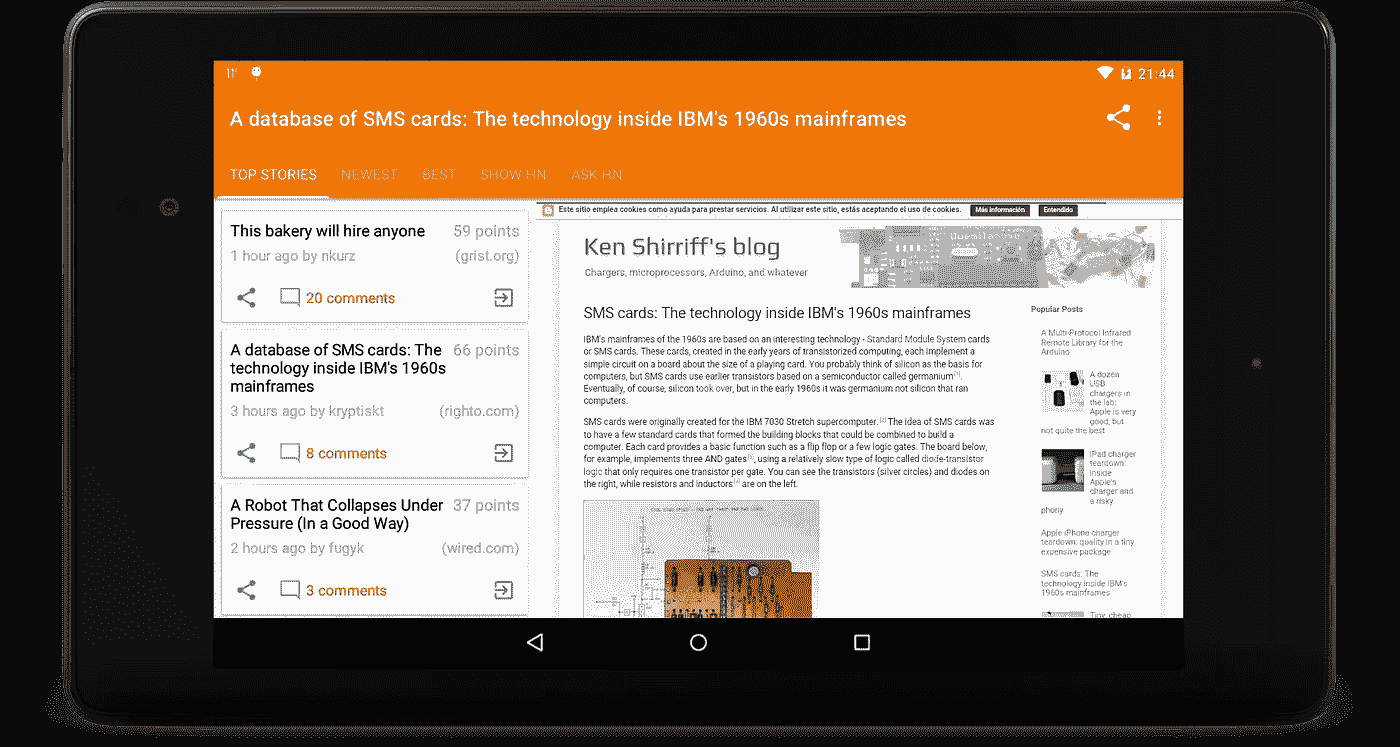 21:44
A database of SMS cards: The technology inside IBM's 1960s mainframes
TOP STORIES NEWEST BEST SHOW HN ASK HN
This bakery will hire anyone 59 points
1 hour ago by nkurz (grist.org)
20 comments
A database of SMS cards: The 66 points
technology inside IBM's 1960s
mainframes
3 hours ago by kryptiskt (righto.com)
8 comments
A Robot That Collapses Under 37 points
Pressure (In a Good Way)
2 hours ago by fugyk (wired.com)
3 comments
Este sitio emplea cookies como ayuda para prestar servicios. Al utilizar este sitio, estás aceptando el uso de cookies. Más información Entendido
Ken Shirriff's blog
Chargers, microprocessors, Arduino, and whatever
SMS cards: The technology inside IBM's 1960s mainframes
IBM's mainframes of the 1960s are based on an interesting technology - Standard Module System cards
or SMS cards. These cards, created in the early years of transistorized computing, each implement a
simple circuit on a board about the size of a playing card. You probably think of silicon as the basis for
computers, but SMS cards use earlier transistors based on a semiconductor called germanium[1].
Eventually, of course, silicon took over, but in the early 1960s it was germanium not silicon that ran
computers.
SMS cards were originally created for the IBM 7030 Stretch supercomputer.[2] The idea of SMS cards was
to have a few standard cards that formed the building blocks that could be combined to build a
computer. Each card provides a basic function such as a flip flop or a few logic gates. The board below,
for example, implements three AND gates[3], using a relatively slow type of logic called diode-transistor
logic that only requires one transistor per gate. You can see the transistors (silver circles) and diodes on
the right, while resistors and inductors[4] are on the left.
Popular Posts
A Multi-Protocol Infrared
Remote Library for the
Arduino
A dozen
USB
chargers in
the lab:
Apple is very
good, but
not quite the best
iPad charger
teardown:
inside
Apple's
charger and
a risky
phony
Apple iPhone charger
teardown: quality in a tiny
expensive package
SMS cards: The
technology inside IBM's
1960s mainframes
Tiny, cheap